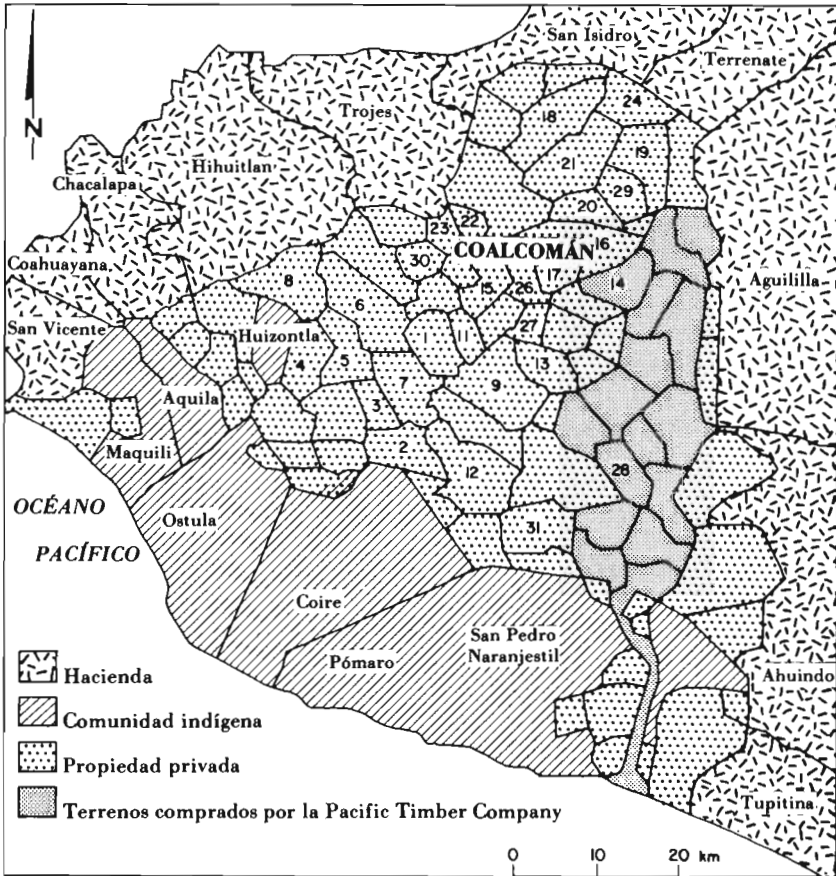 San Isidro
Terrenate
Trojes
24
18
N
19
21
Hihuitlan
29
Chacalapa
20
23
22
COALCOMÁN
16
Coahuayana
30
17
8
14
Aguililla
15
26
6
San Vicente
27
Huizontla
1
11
4
5
13
9
7
Aquila
3
2
Maquili
12
28
OCÉANO
PACÍFICO
Ostula
31
Coire
San Pedro
Naranjestil
Pómaro
Hacienda
Ahuindo
Comunidad indígena
Propiedad privada
Terrenos comprados por la Pacific Timber Company
Tupitina
0 10 20 km